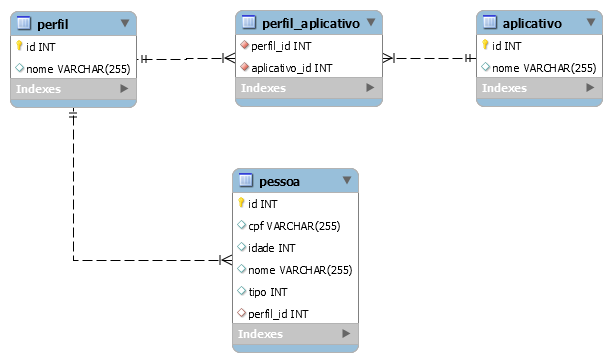 perfil
id INT
nome VARCHAR(255)
Indexes
perfil_aplicativo
perfil_id INT
aplicativo_id INT
Indexes
aplicativo
id INT
nome VARCHAR(255)
Indexes
pessoa
id INT
cpf VARCHAR(255)
idade INT
nome VARCHAR(255)
tipo INT
perfil_id INT
Indexes